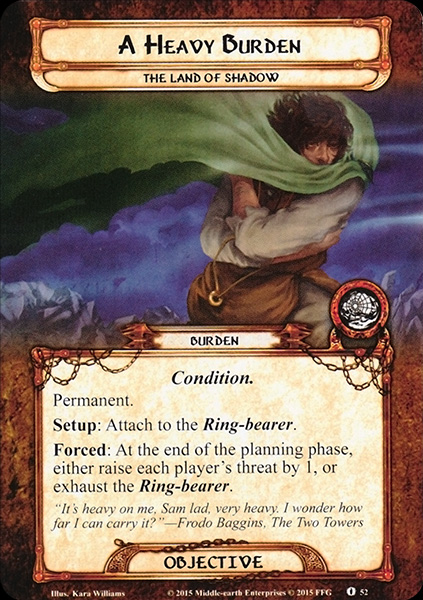 A Heavy Burden
The Land of Shadow
Burden
Condition.
Permanent.
Setup: Attach to the Ring-bearer.
Forced: At the end of the planning phase,
either raise each player's threat by 1, or
exhaust the Ring-bearer.
"It's heavy on me, Sam lad, very heavy. I wonder how
far I can carry it?"—Frodo Baggins, The Two Towers
Objective
Illus. Kara Williams © 2015 Middle-earth Enterprises © 2015 FFG 52